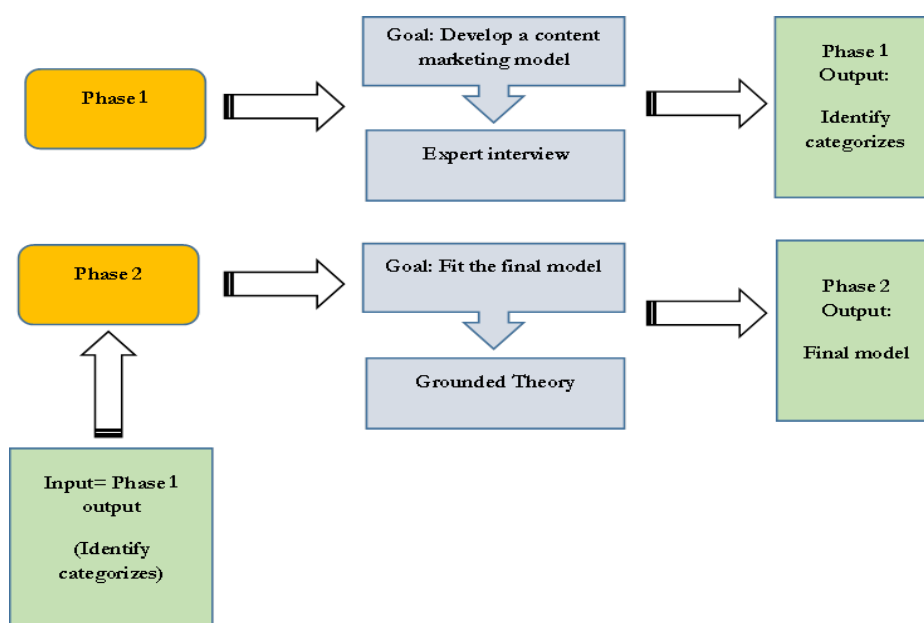 Phase 1
Goal: Develop a content
marketing model
Expert interview
Phase 1
Output:
Identify
categorizes
Phase 2
Goal: Fit the final model
Grounded Theory
Phase 2
Output:
Final model
Input= Phase 1
output
(Identify
categorizes)